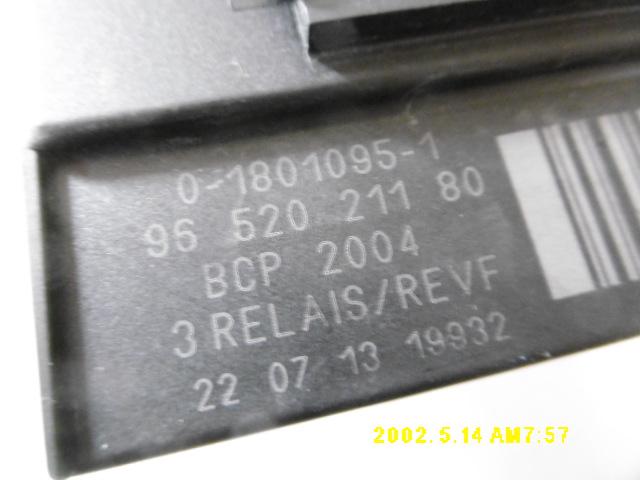 0-1801095-1
96 520 211 80
BCP 2004
3 RELAIS/REVF
22 07 13 19932
2002.5.14 AM7:57